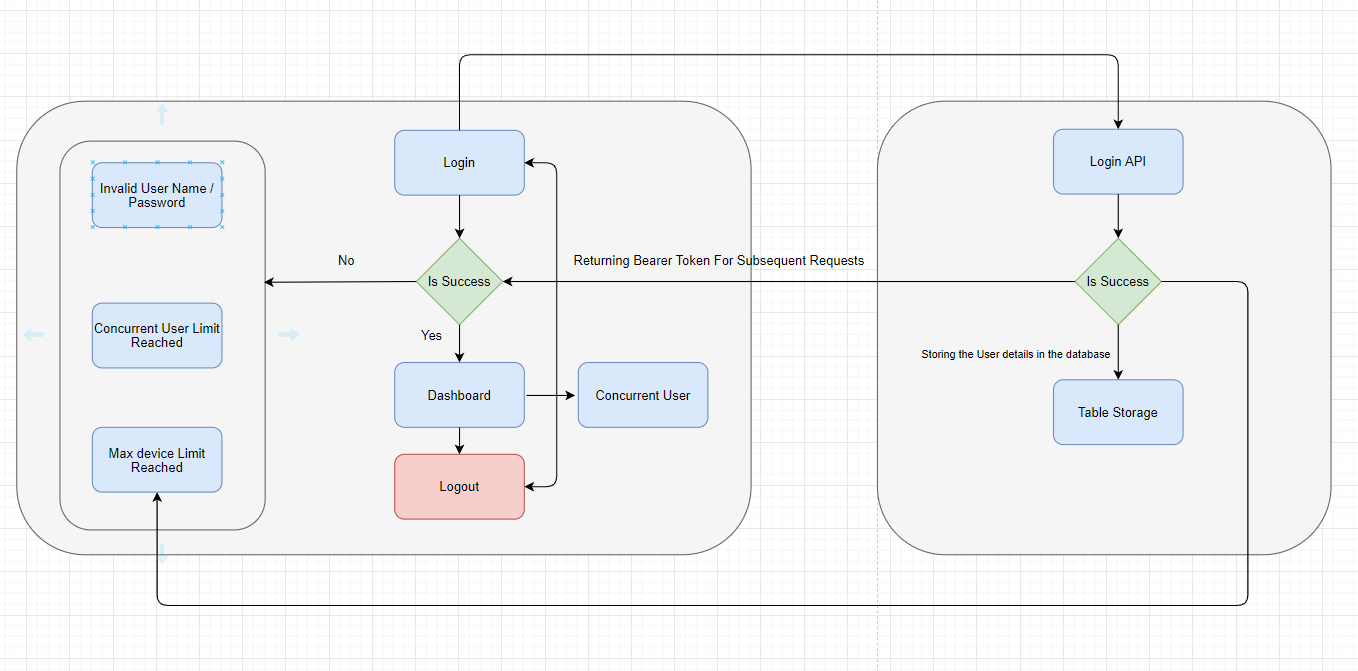 Login
Login API
Invalid User Name /
Password
No
Is Success
Returning Bearer Token For Subsequent Requests
Is Success
Concurrent User Limit
Reached
Yes
Storing the User details in the database
Dashboard
Concurrent User
Table Storage
Max device Limit
Reached
Logout